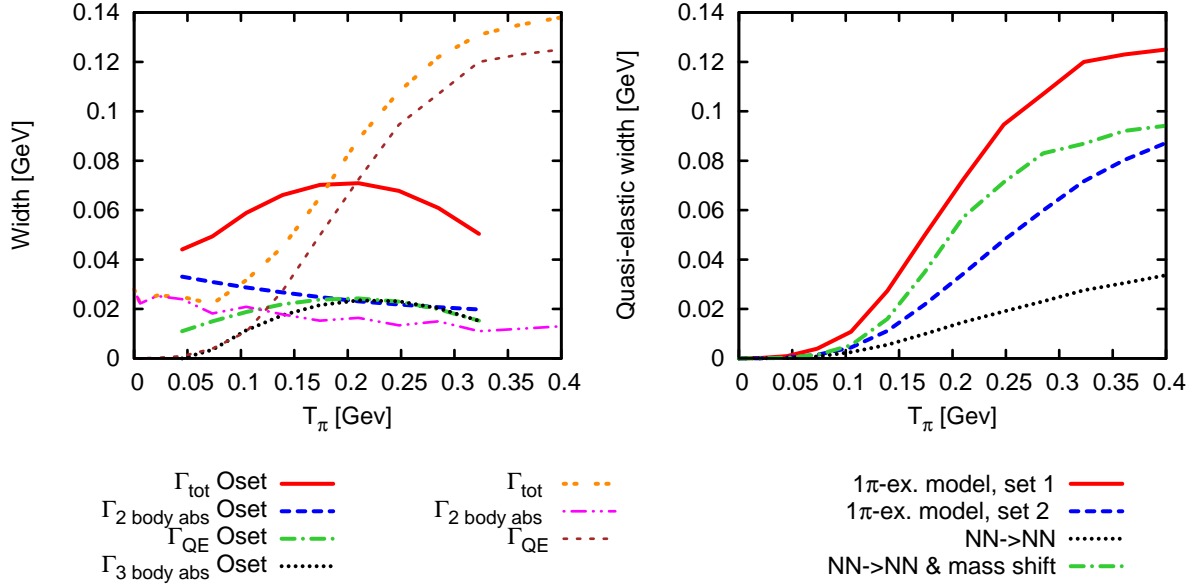 0.14
0.12
0.1
0.08
0.06
0.04
0.02
0
Width [GeV]
0 0.05 0.1 0.15 0.2 0.25 0.3 0.35 0.4
Tπ [Gev]
0.14
0.12
0.1
0.08
0.06
0.04
0.02
0
Quasi-elastic width [GeV]
0 0.05 0.1 0.15 0.2 0.25 0.3 0.35 0.4
Tπ [Gev]
Γtot Oset
Γ2 body abs Oset
ΓQE Oset
Γ3 body abs Oset
Γtot
Γ2 body abs
ΓQE
1π-ex. model, set 1
1π-ex. model, set 2
NN->NN
NN->NN & mass shift